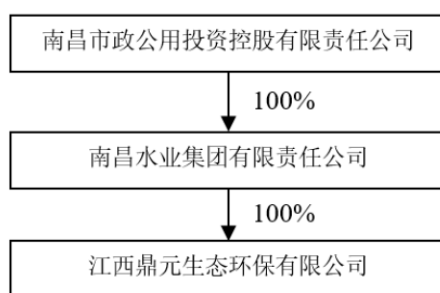 南昌市政公用投资控股有限责任公司
100%
南昌水业集团有限责任公司
100%
江西鼎元生态环保有限公司